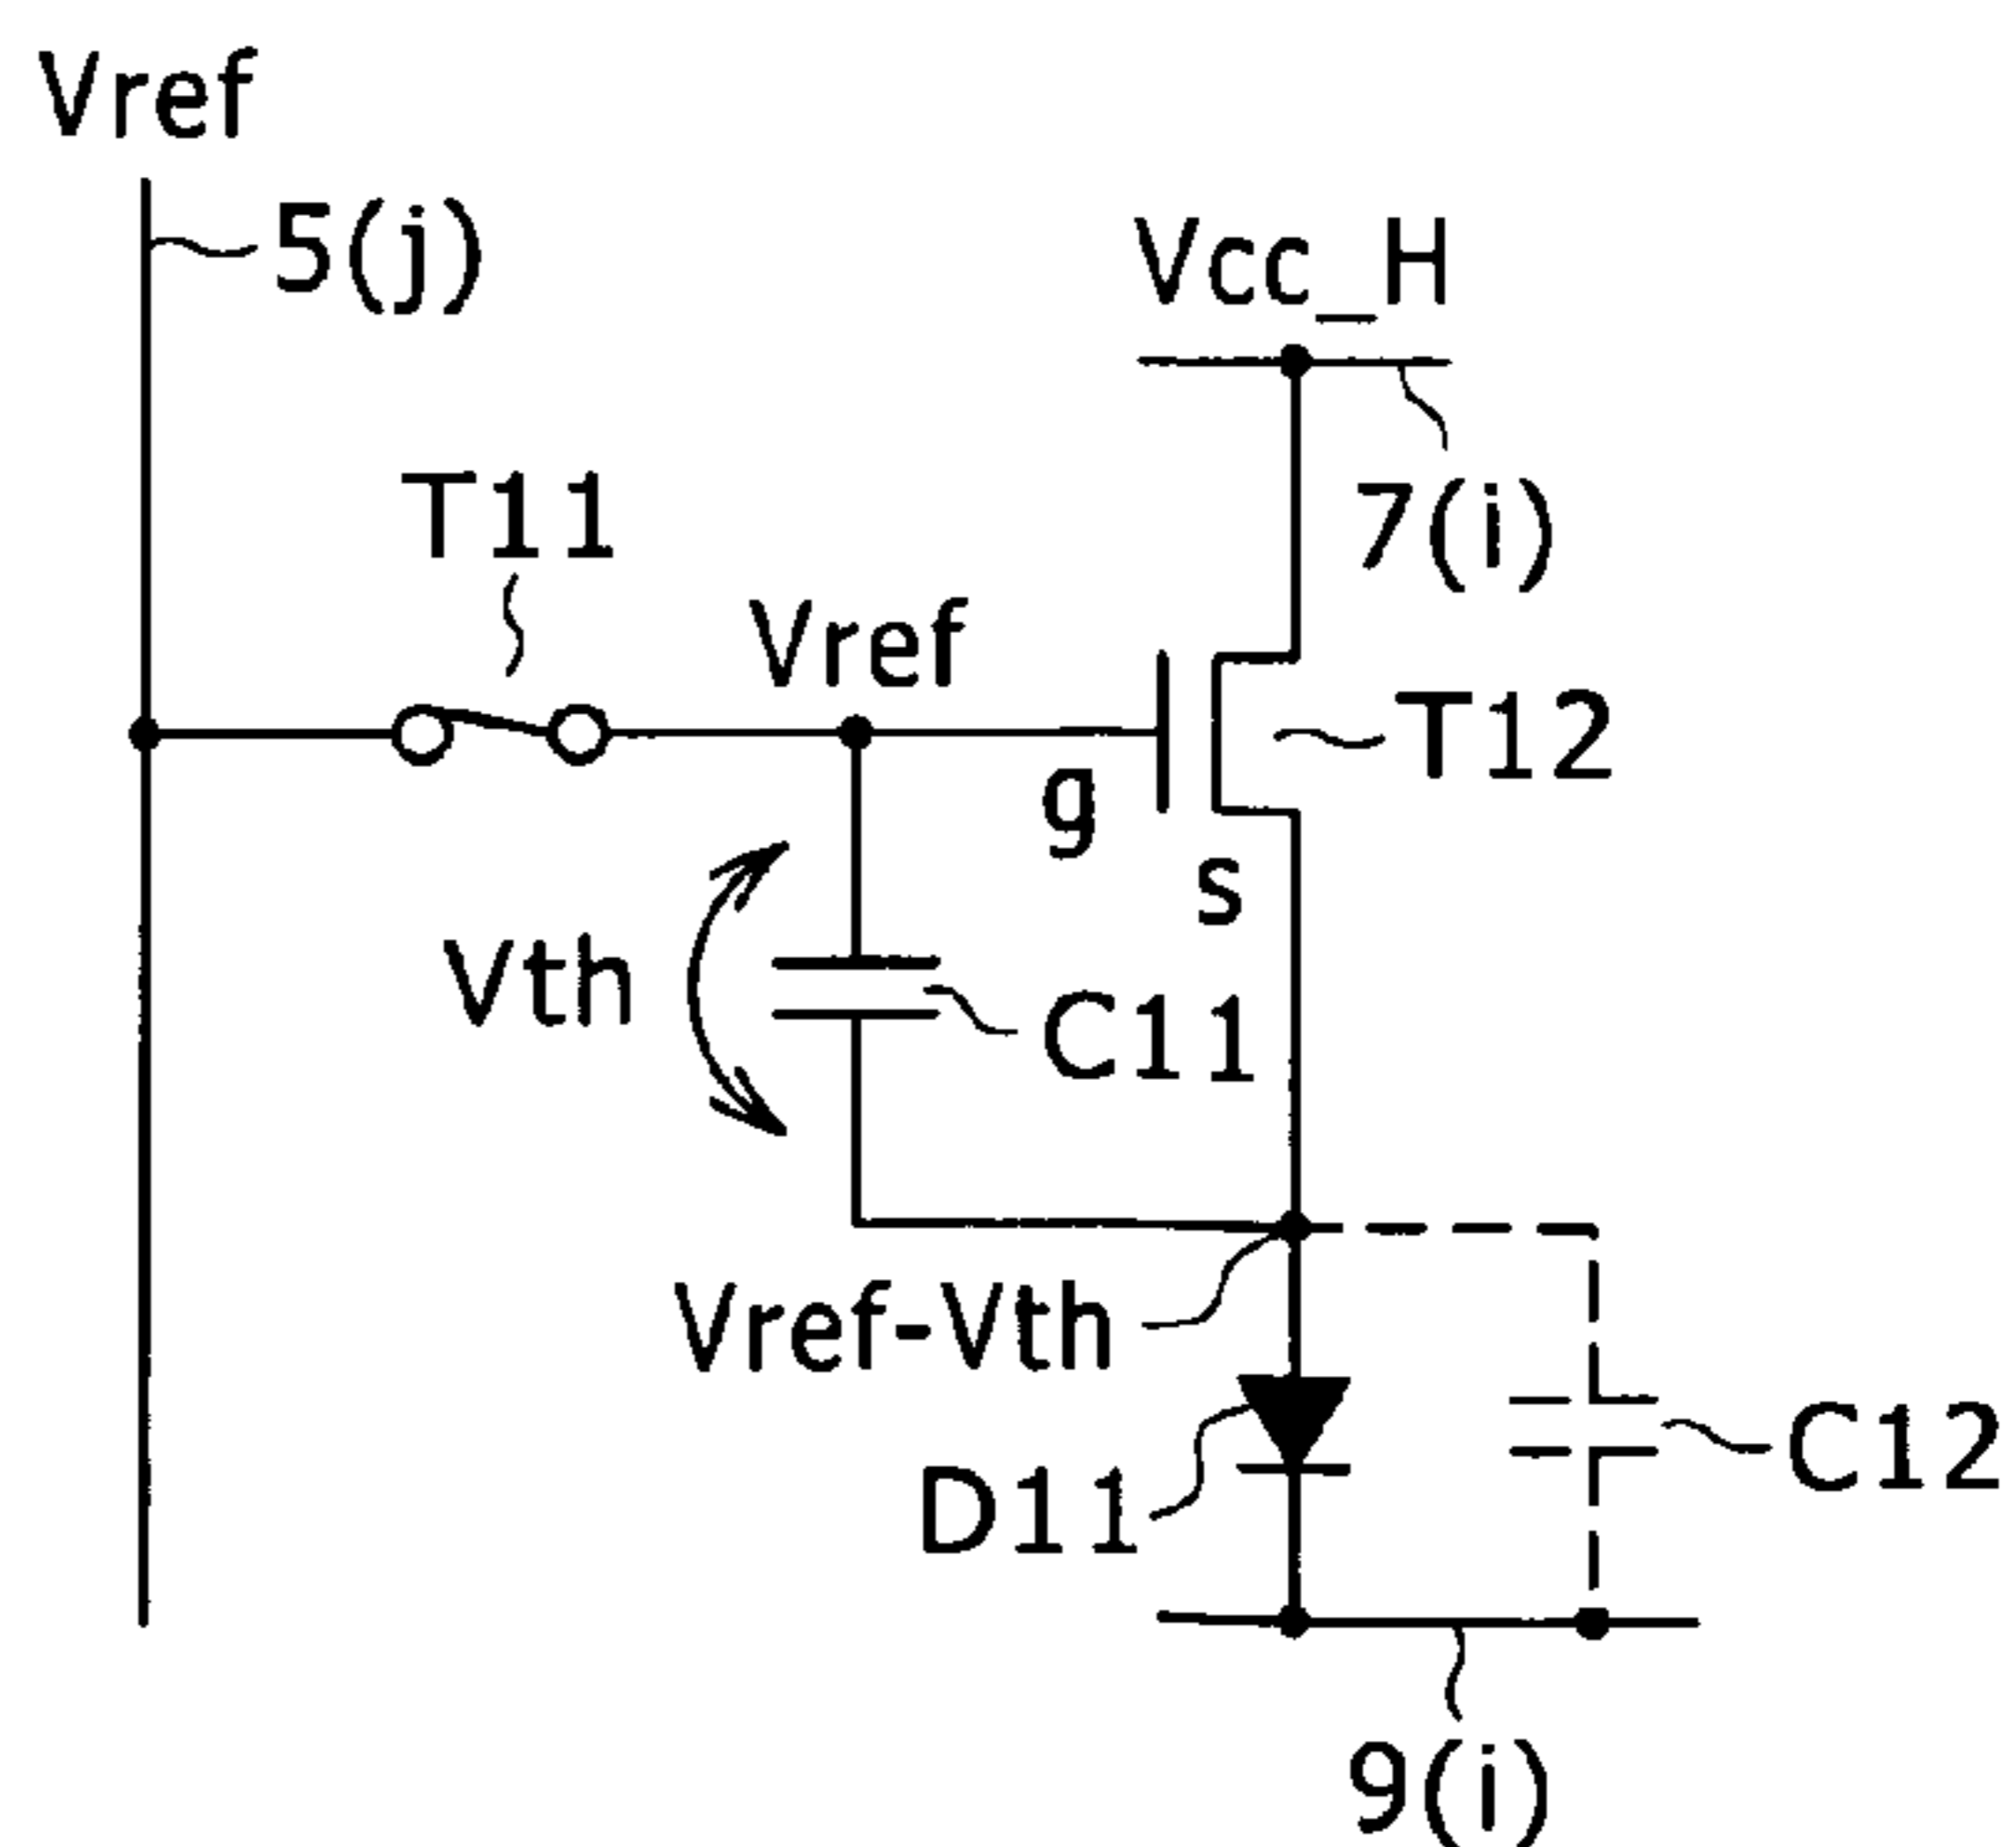 Vref
5(j)
Vcc_H
7(i)
T11
Vref
T12
g
s
Vth
C11
Vref-Vth
D11
C12
9(i)